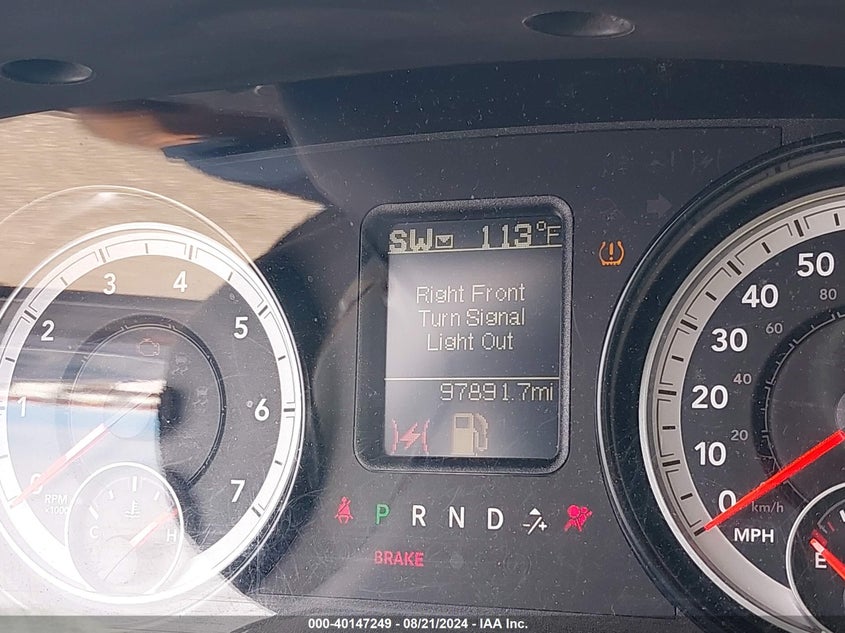 SW 113°F
Right Front
Turn Signal
Light Out
97891.7mi
P R N D -/+
BRAKE
0 1 2 3 4 5 6 7
RPM
x1000
C H
0 10 20 30 40 50
20 40 60 80
km/h
MPH
E
000-40147249 - 08/21/2024 - IAA Inc.